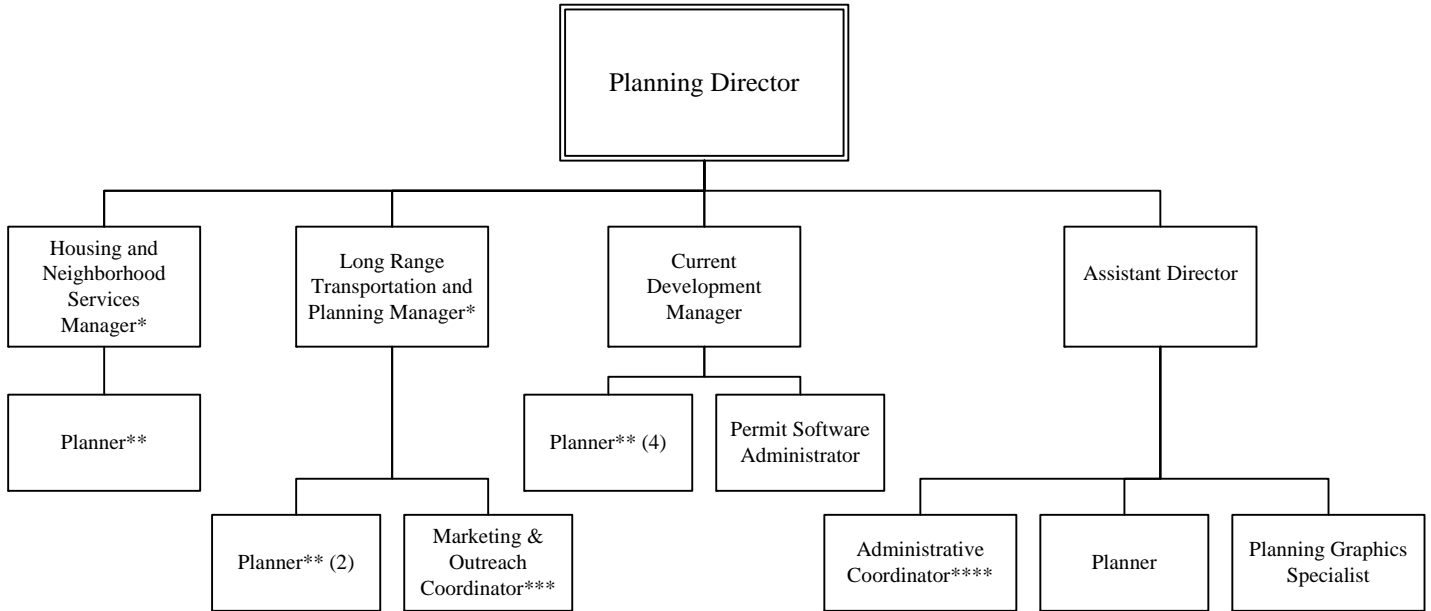 Planning Director
Housing and
Neighborhood
Services
Manager*
Long Range
Transportation and
Planning Manager*
Current
Development
Manager
Assistant Director
Planner**
Planner** (4)
Permit Software
Administrator
Planner** (2)
Marketing &
Outreach
Coordinator***
Administrative
Coordinator****
Planner
Planning Graphics
Specialist